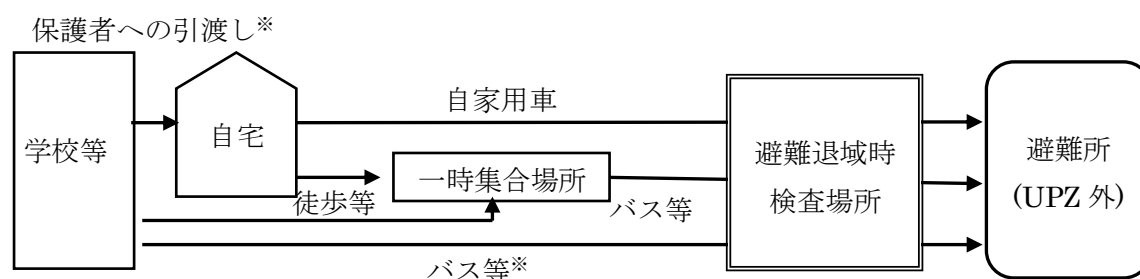 保護者への引渡し※
学校等
自宅
自家用車
徒歩等
一時集合場所
バス等
バス等※
避難退域時
検査場所
避難所
(UPZ 外)